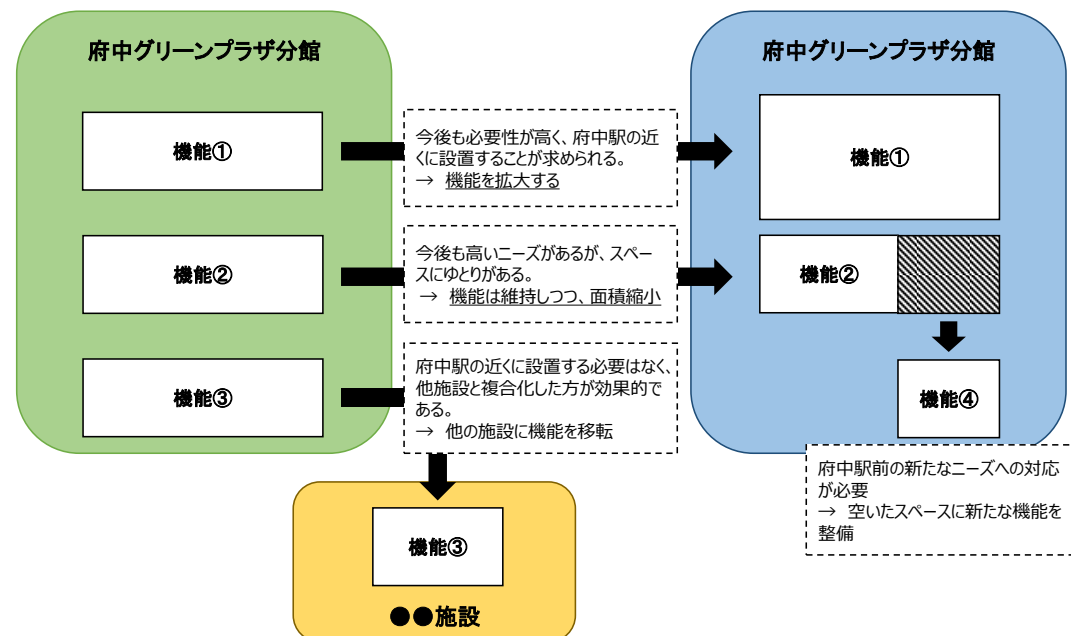 府中グリーンプラザ分館
府中グリーンプラザ分館
機能①
今後も必要性が高く、府中駅の近
くに設置することが求められる。
→ 機能を拡大する
機能①
機能②
今後も高いニーズがあるが、スペー
スにゆとりがある。
→ 機能は維持しつつ、面積縮小
機能②
機能③
府中駅の近くに設置する必要はなく、
他施設と複合化した方が効果的で
ある。
→ 他の施設に機能を移転
機能④
府中駅前の新たなニーズへの対応
が必要
→ 空いたスペースに新たな機能を
整備
機能③
●●施設